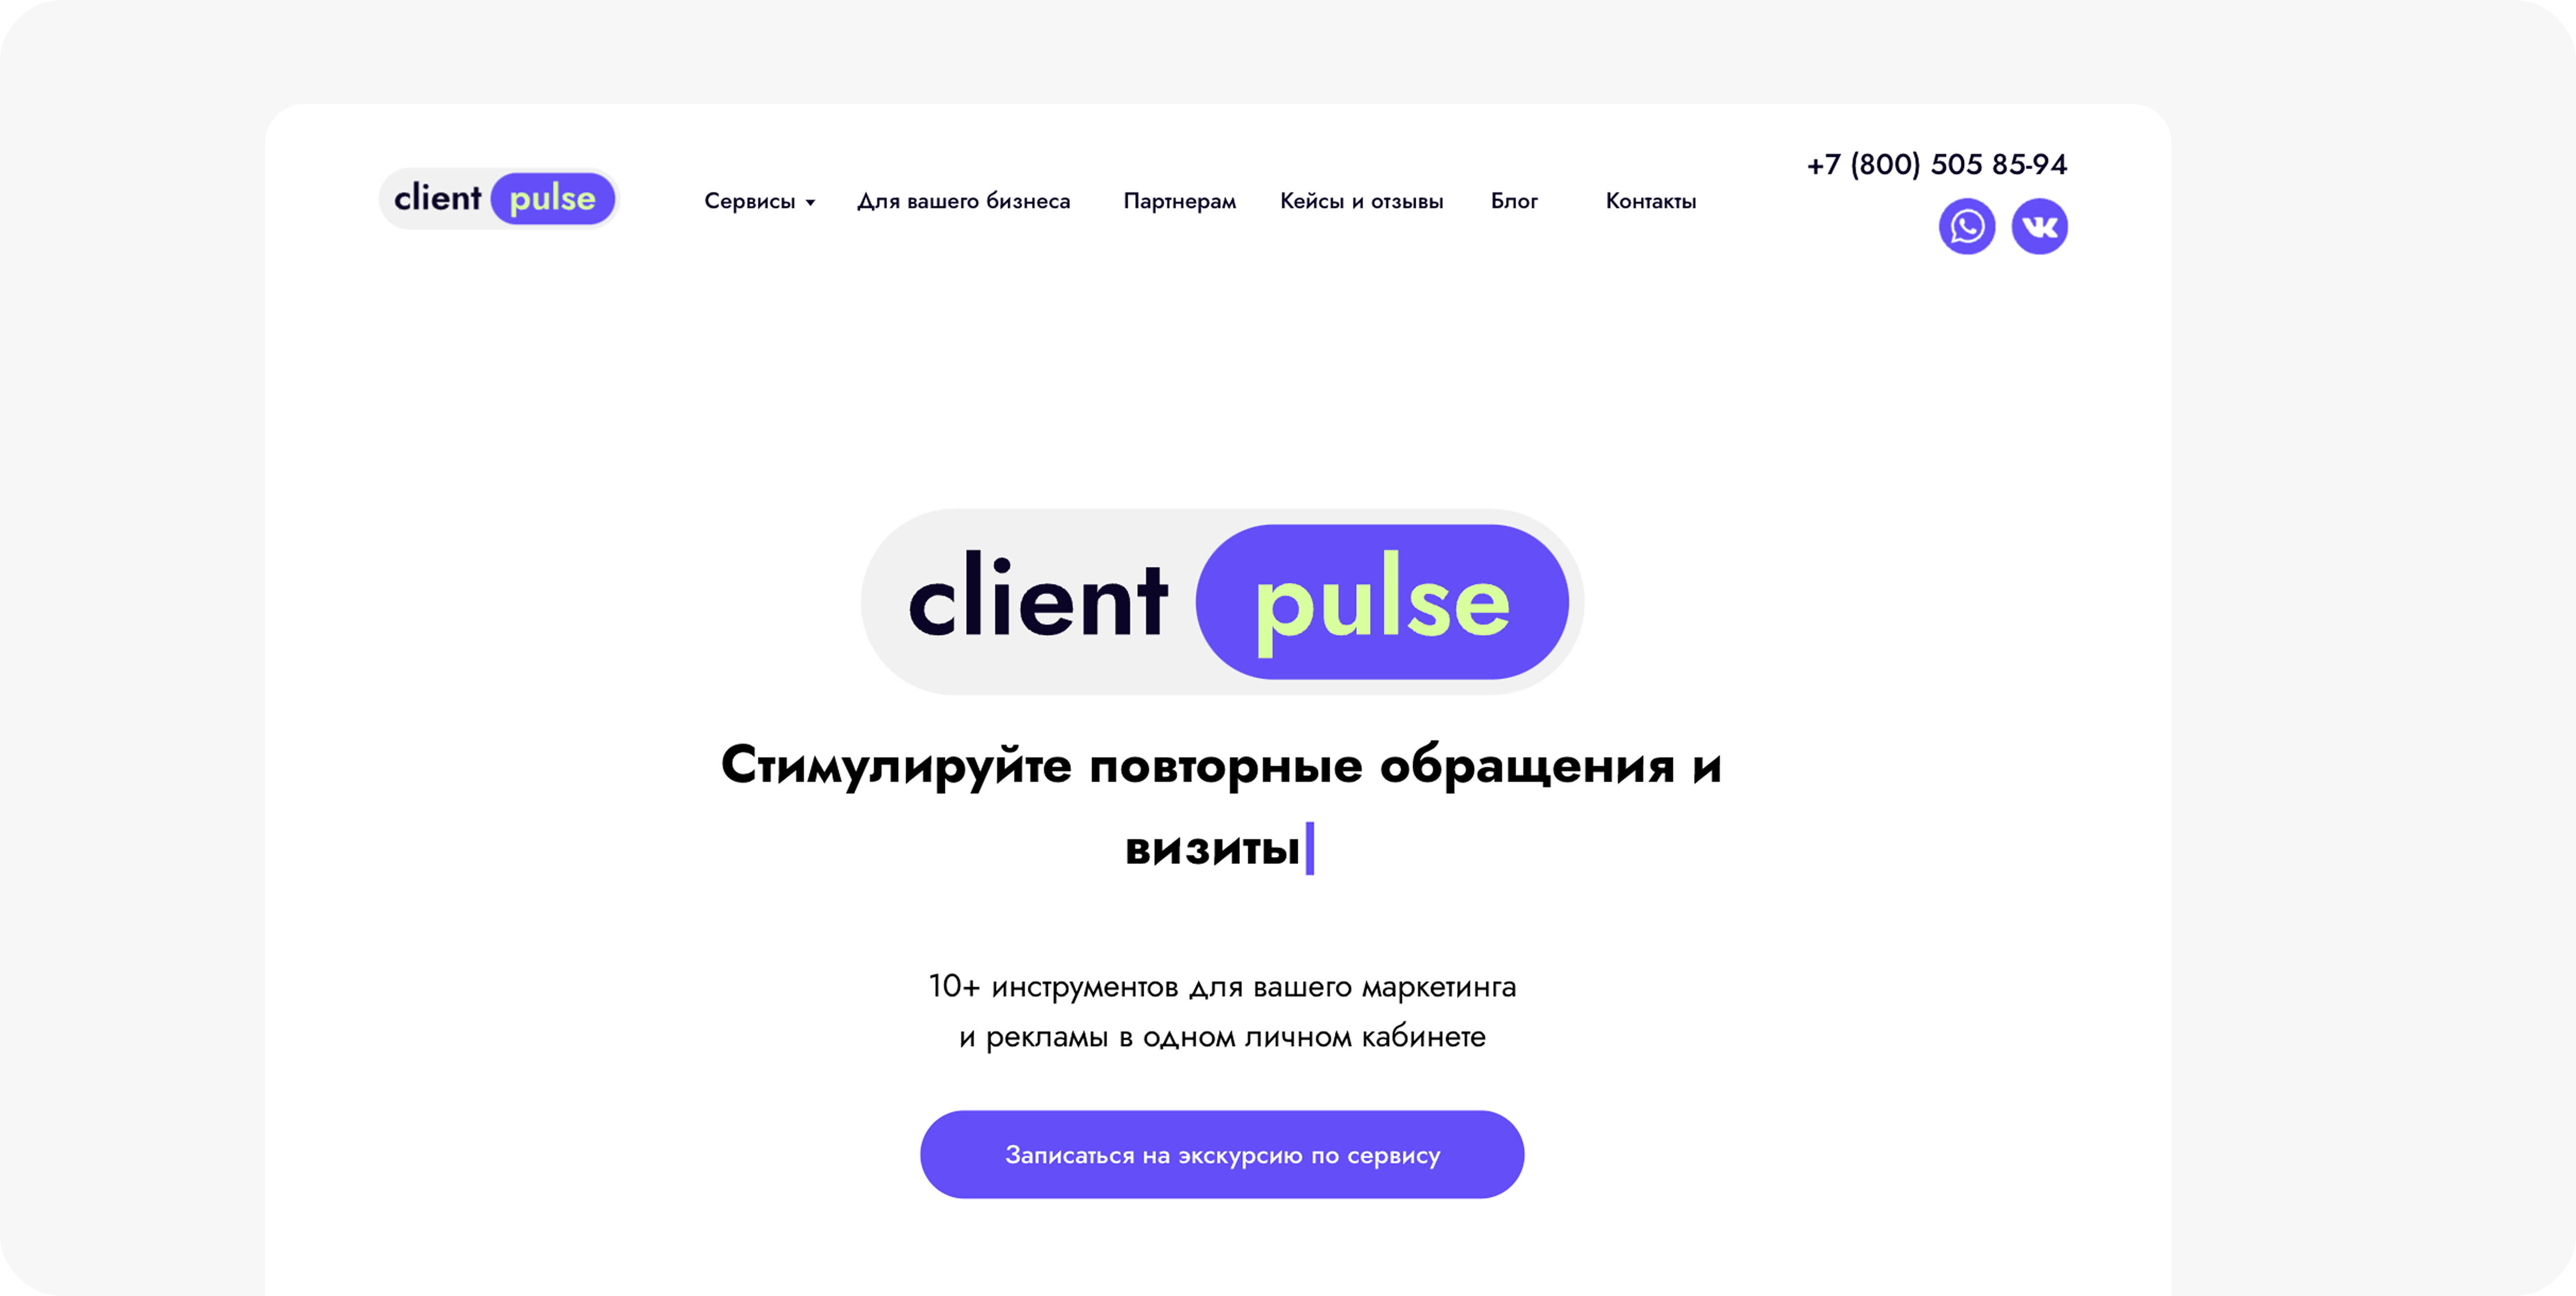 client pulse
Сервисы Для вашего бизнеса Партнерам Кейсы и отзывы Блог Контакты
+7 (800) 505 85-94
client pulse
Стимулируйте повторные обращения и
визиты
10+ инструментов для вашего маркетинга
и рекламы в одном личном кабинете
Записаться на экскурсию по сервису